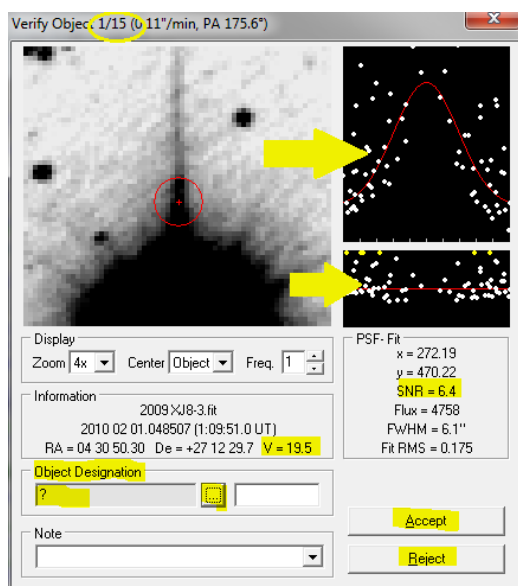 Verify Object 1/15 (0.11"/min, PA 175.6°)
Display
Zoom 4x Center Object Freq. 1
Information
2009 XJ8-3.fit
2010 02 01.048507 (1:09:51.0 UT)
RA = 04 30 50.30 De = +27 12 29.7 V = 19.5
PSF- Fit
x = 272.19
y = 470.22
SNR = 6.4
Flux = 4758
FWHM = 6.1"
Fit RMS = 0.175
Object Designation
? ...
Note
Accept
Reject